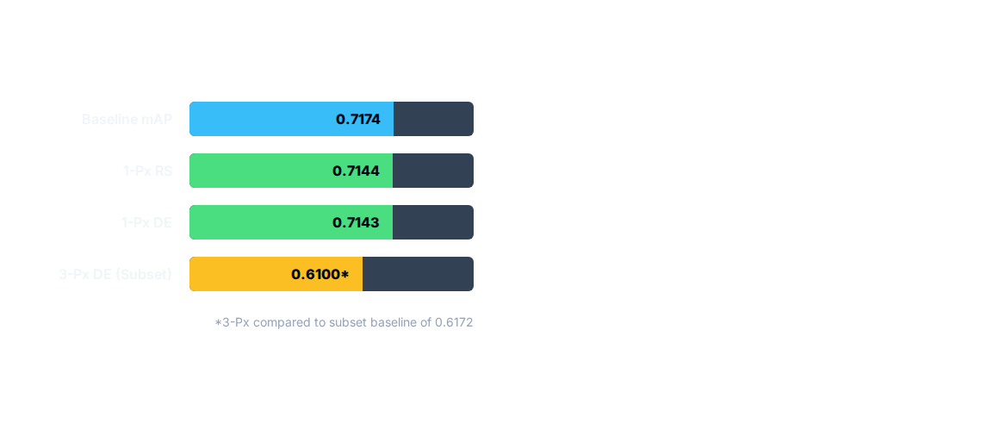 Baseline mAP 0.7174
1-Px RS 0.7144
1-Px DE 0.7143
3-Px DE (Subset) 0.6100*
*3-Px compared to subset baseline of 0.6172